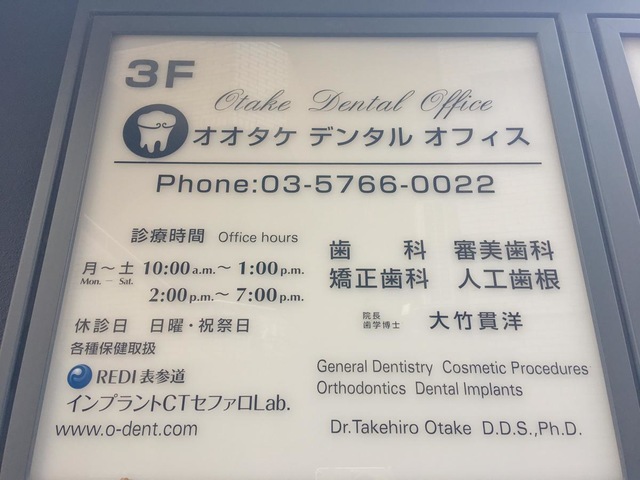 3F
Otake Dental Office
オオタケ デンタル オフィス
Phone:03-5766-0022
診療時間 Office hours
月～土 10:00a.m.～ 1:00p.m.
Mon. － Sat.
2:00p.m.～ 7:00p.m.
休診日 日曜・祝祭日
各種保健取扱
REDI表参道
インプラントCTセファロLab.
www.o-dent.com
歯 科 審美歯科
矯正歯科 人工歯根
院長
歯学博士 大竹貫洋
General Dentistry Cosmetic Procedures
Orthodontics Dental Implants
Dr.Takehiro Otake D.D.S.,Ph.D.